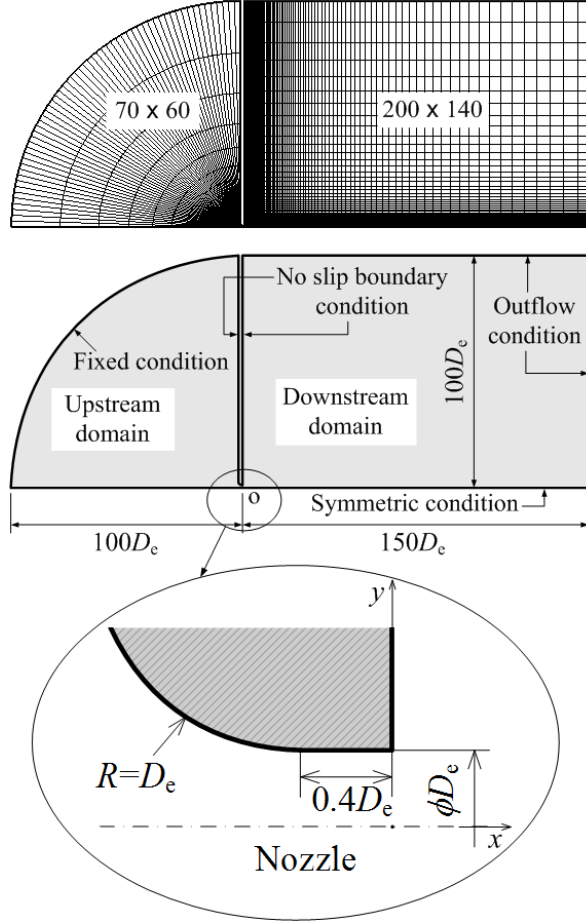 70 x 60
200 x 140
No slip boundary
condition
Outflow
condition
Fixed condition
100Dₑ
Upstream
domain
Downstream
domain
o
Symmetric condition
100Dₑ
150Dₑ
y
R=Dₑ
0.4Dₑ
ϕDₑ
x
Nozzle